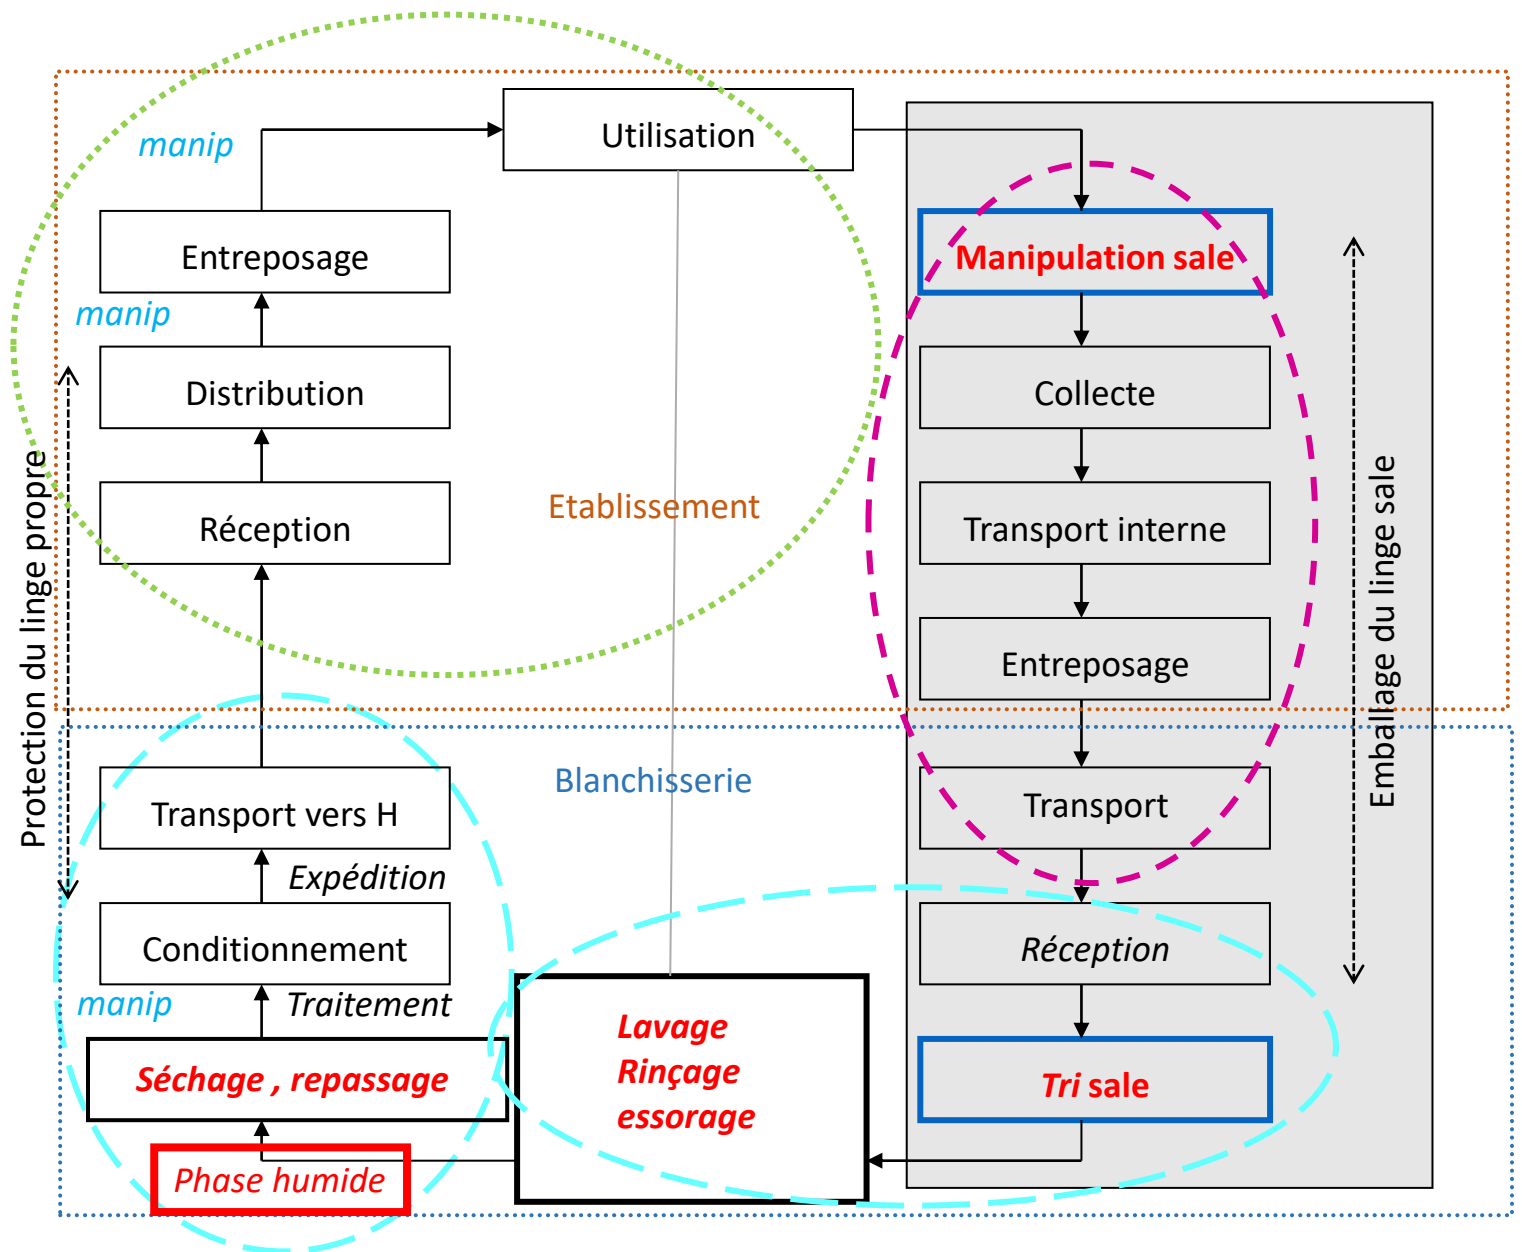 Utilisation
manip
Entreposage
manip
Distribution
Réception
Protection du linge propre
Etablissement
Manipulation sale
Collecte
Transport interne
Entreposage
Emballage du linge sale
Blanchisserie
Transport vers H
Expédition
Conditionnement
manip
Traitement
Séchage , repassage
Phase humide
Lavage
Rinçage
essorage
Transport
Réception
Tri sale